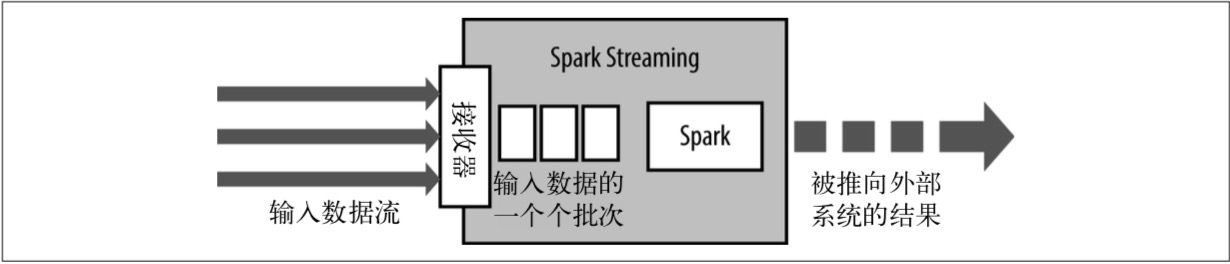 Spark Streaming
接收器
Spark
输入数据流
输入数据的
一个个批次
被推向外部
系统的结果